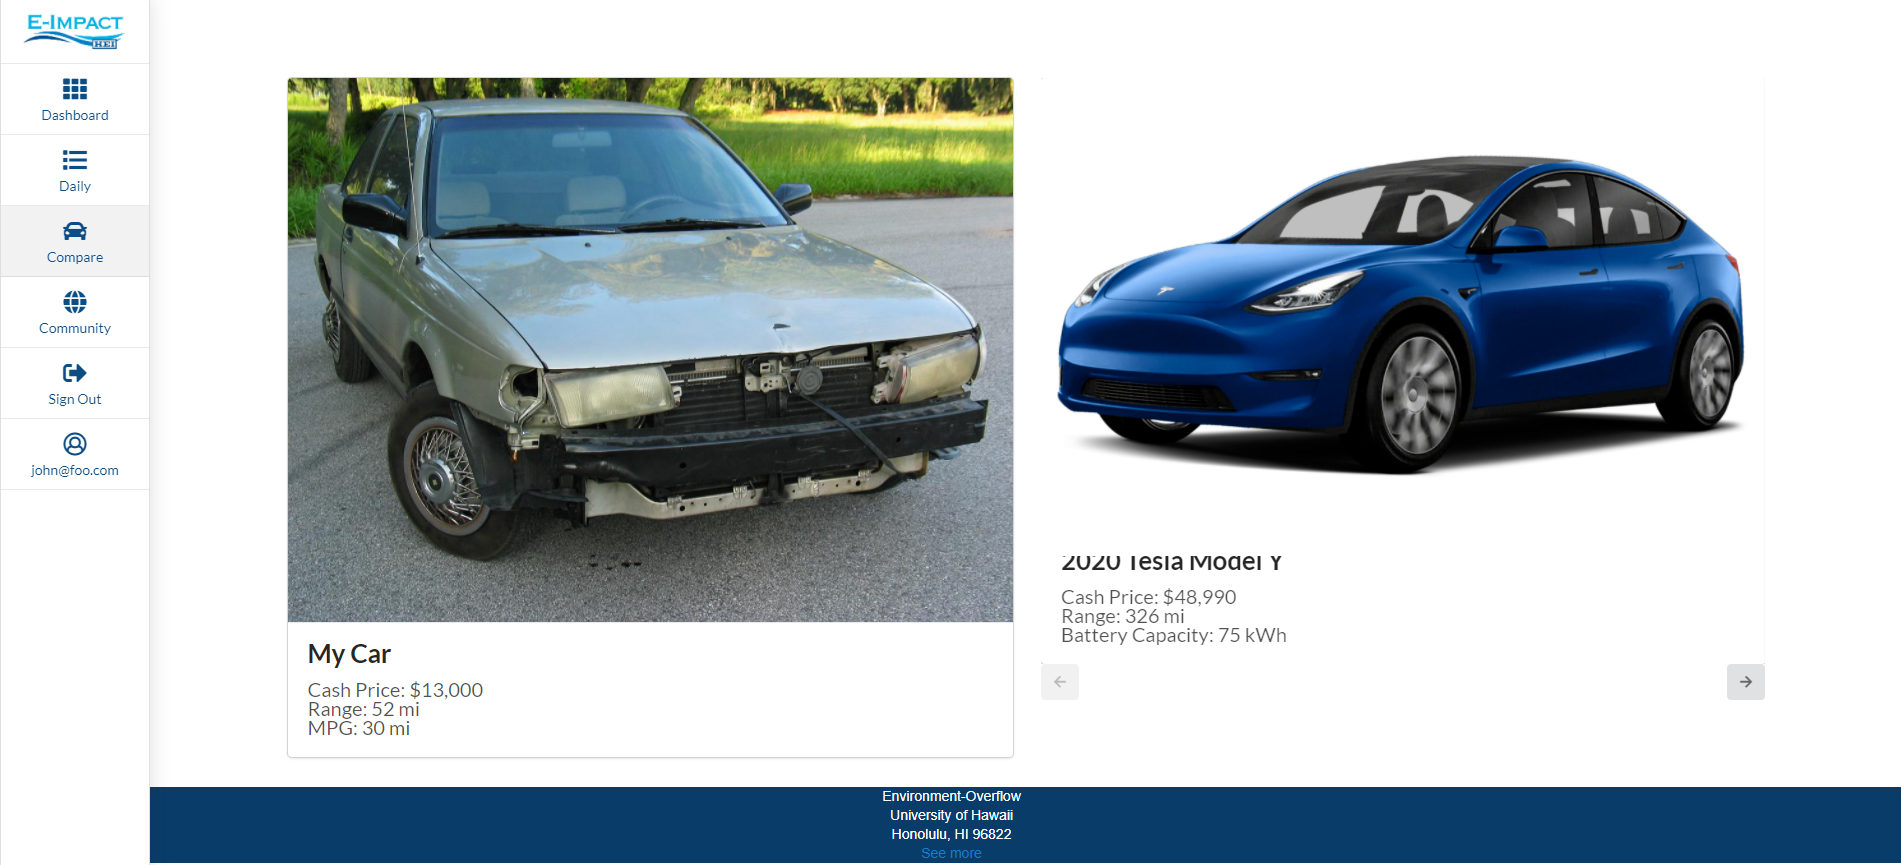 E-IMPACT
HEI
Dashboard
Daily
Compare
Community
Sign Out
john@foo.com
My Car
Cash Price: $13,000
Range: 52 mi
MPG: 30 mi
2020 Tesla Model Y
Cash Price: $48,990
Range: 326 mi
Battery Capacity: 75 kWh
Environment-Overflow
University of Hawaii
Honolulu, HI 96822
See more